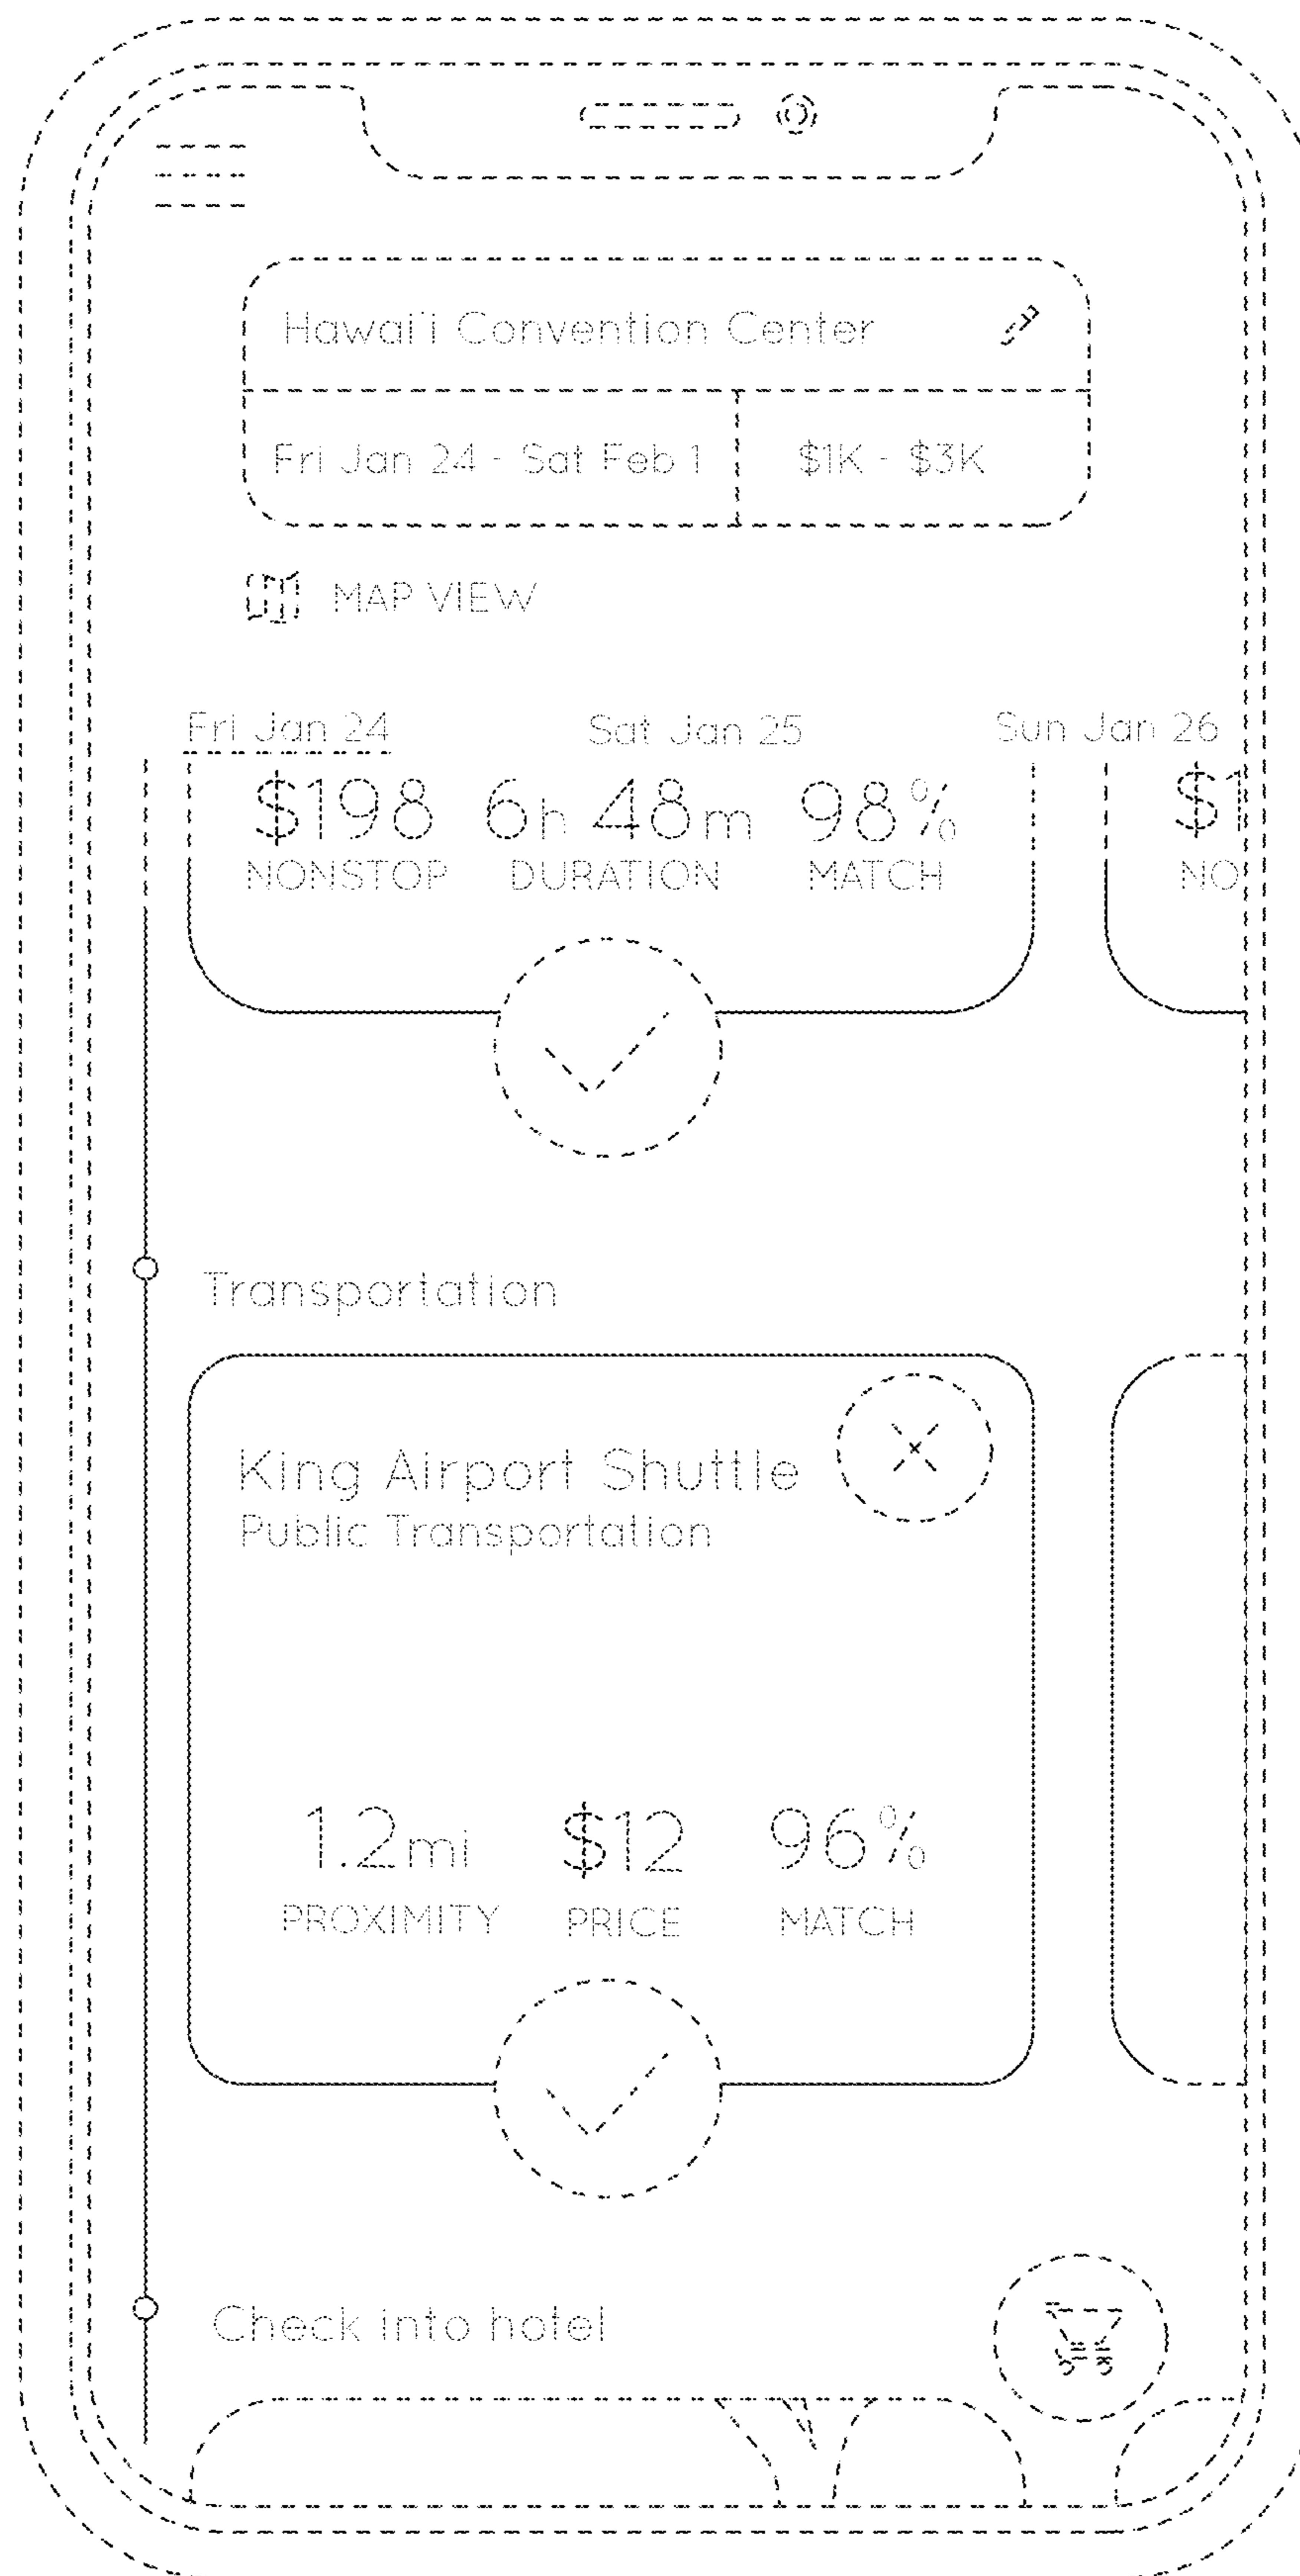 Hawai'i Convention Center
Fri Jan 24 - Sat Feb 1 $1K - $3K
MAP VIEW
Fri Jan 24 Sat Jan 25 Sun Jan 26
$198 6h 48m 98% $1
NONSTOP DURATION MATCH NO
Transportation
King Airport Shuttle
Public Transportation
1.2mi $12 96%
PROXIMITY PRICE MATCH
Check into hotel